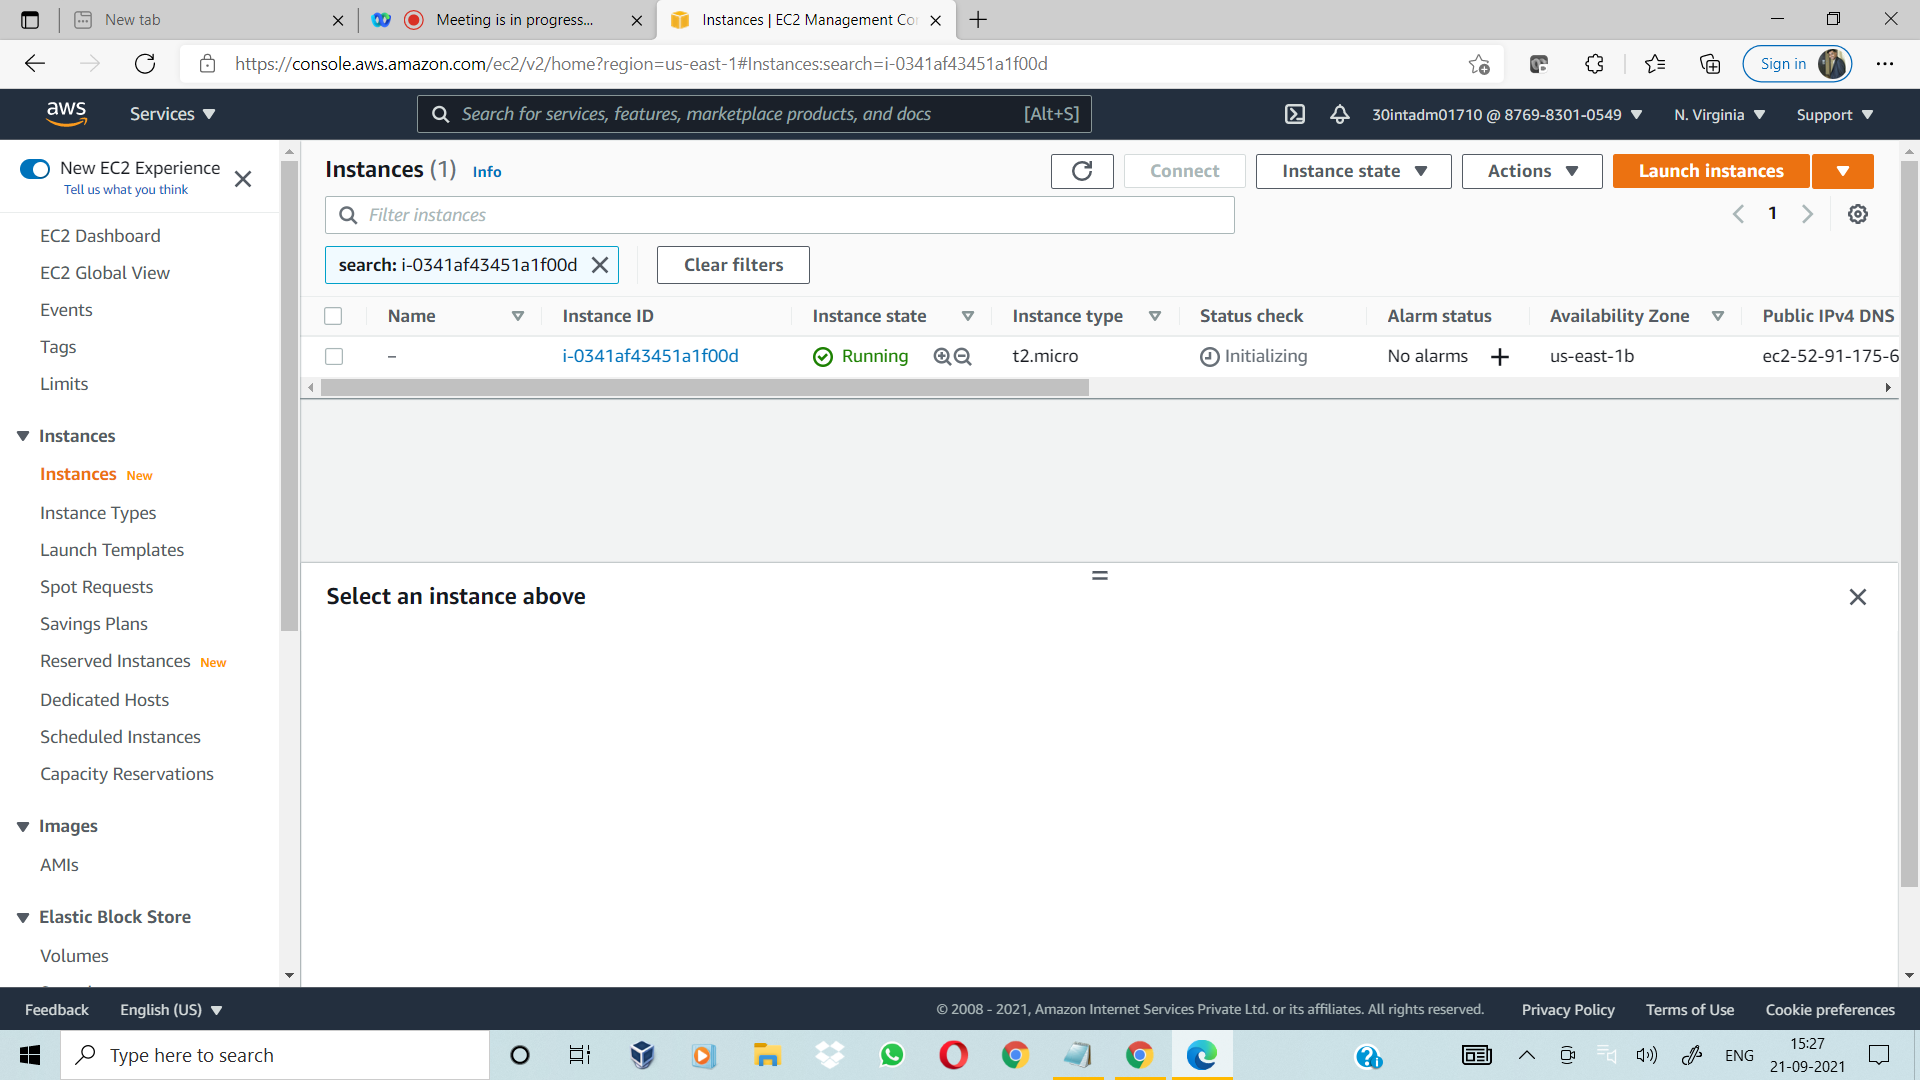 New tab
Meeting is in progress...
Instances | EC2 Management Co
https://console.aws.amazon.com/ec2/v2/home?region=us-east-1#Instances:search=i-0341af43451a1f00d
Sign in
aws
Services
Search for services, features, marketplace products, and docs
[Alt+S]
30intadm01710 @ 8769-8301-0549
N. Virginia
Support
New EC2 Experience
Tell us what you think
EC2 Dashboard
EC2 Global View
Events
Tags
Limits
Instances
Instances New
Instance Types
Launch Templates
Spot Requests
Savings Plans
Reserved Instances New
Dedicated Hosts
Scheduled Instances
Capacity Reservations
Images
AMIs
Elastic Block Store
Volumes
Instances (1) Info
Connect
Instance state
Actions
Launch instances
Filter instances
1
search: i-0341af43451a1f00d
Clear filters
Name
Instance ID
Instance state
Instance type
Status check
Alarm status
Availability Zone
Public IPv4 DNS
–
i-0341af43451a1f00d
Running
t2.micro
Initializing
No alarms
us-east-1b
ec2-52-91-175-6
Select an instance above
Feedback
English (US)
© 2008 - 2021, Amazon Internet Services Private Ltd. or its affiliates. All rights reserved.
Privacy Policy
Terms of Use
Cookie preferences
Type here to search
ENG
15:27
21-09-2021